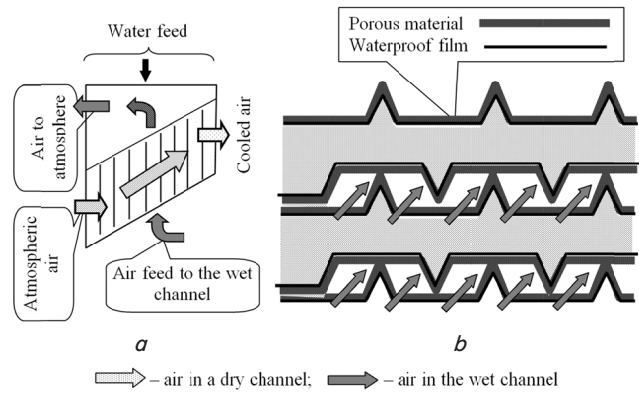 Water feed
Air to
atmosphere
Cooled air
Atmospheric
air
Air feed to the wet
channel
a
Porous material
Waterproof film
b
– air in a dry channel;
– air in the wet channel